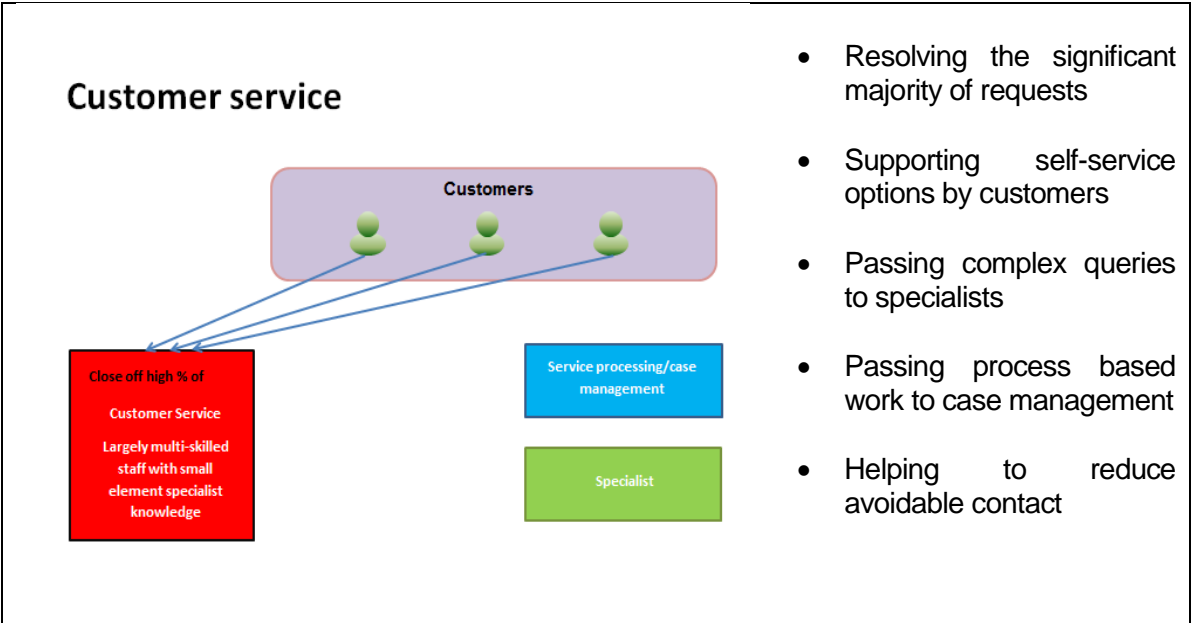 Customer service
Customers
Close off high % of
Customer Service
Largely multi-skilled
staff with small
element specialist
knowledge
Service processing/case
management
Specialist
• Resolving the significant
majority of requests
• Supporting self-service
options by customers
• Passing complex queries
to specialists
• Passing process based
work to case management
• Helping to reduce
avoidable contact